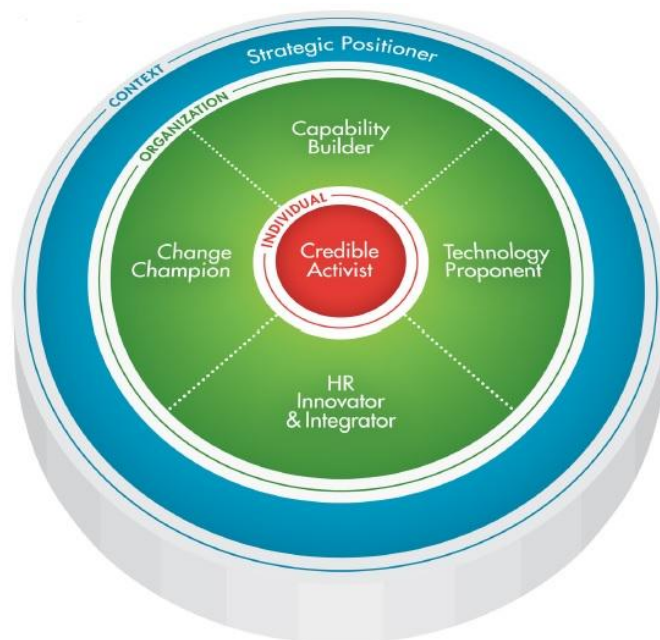 Strategic Positioner
CONTEXT
ORGANIZATION
Capability
Builder
INDIVIDUAL
Change
Champion
Credible
Activist
Technology
Proponent
HR
Innovator
& Integrator